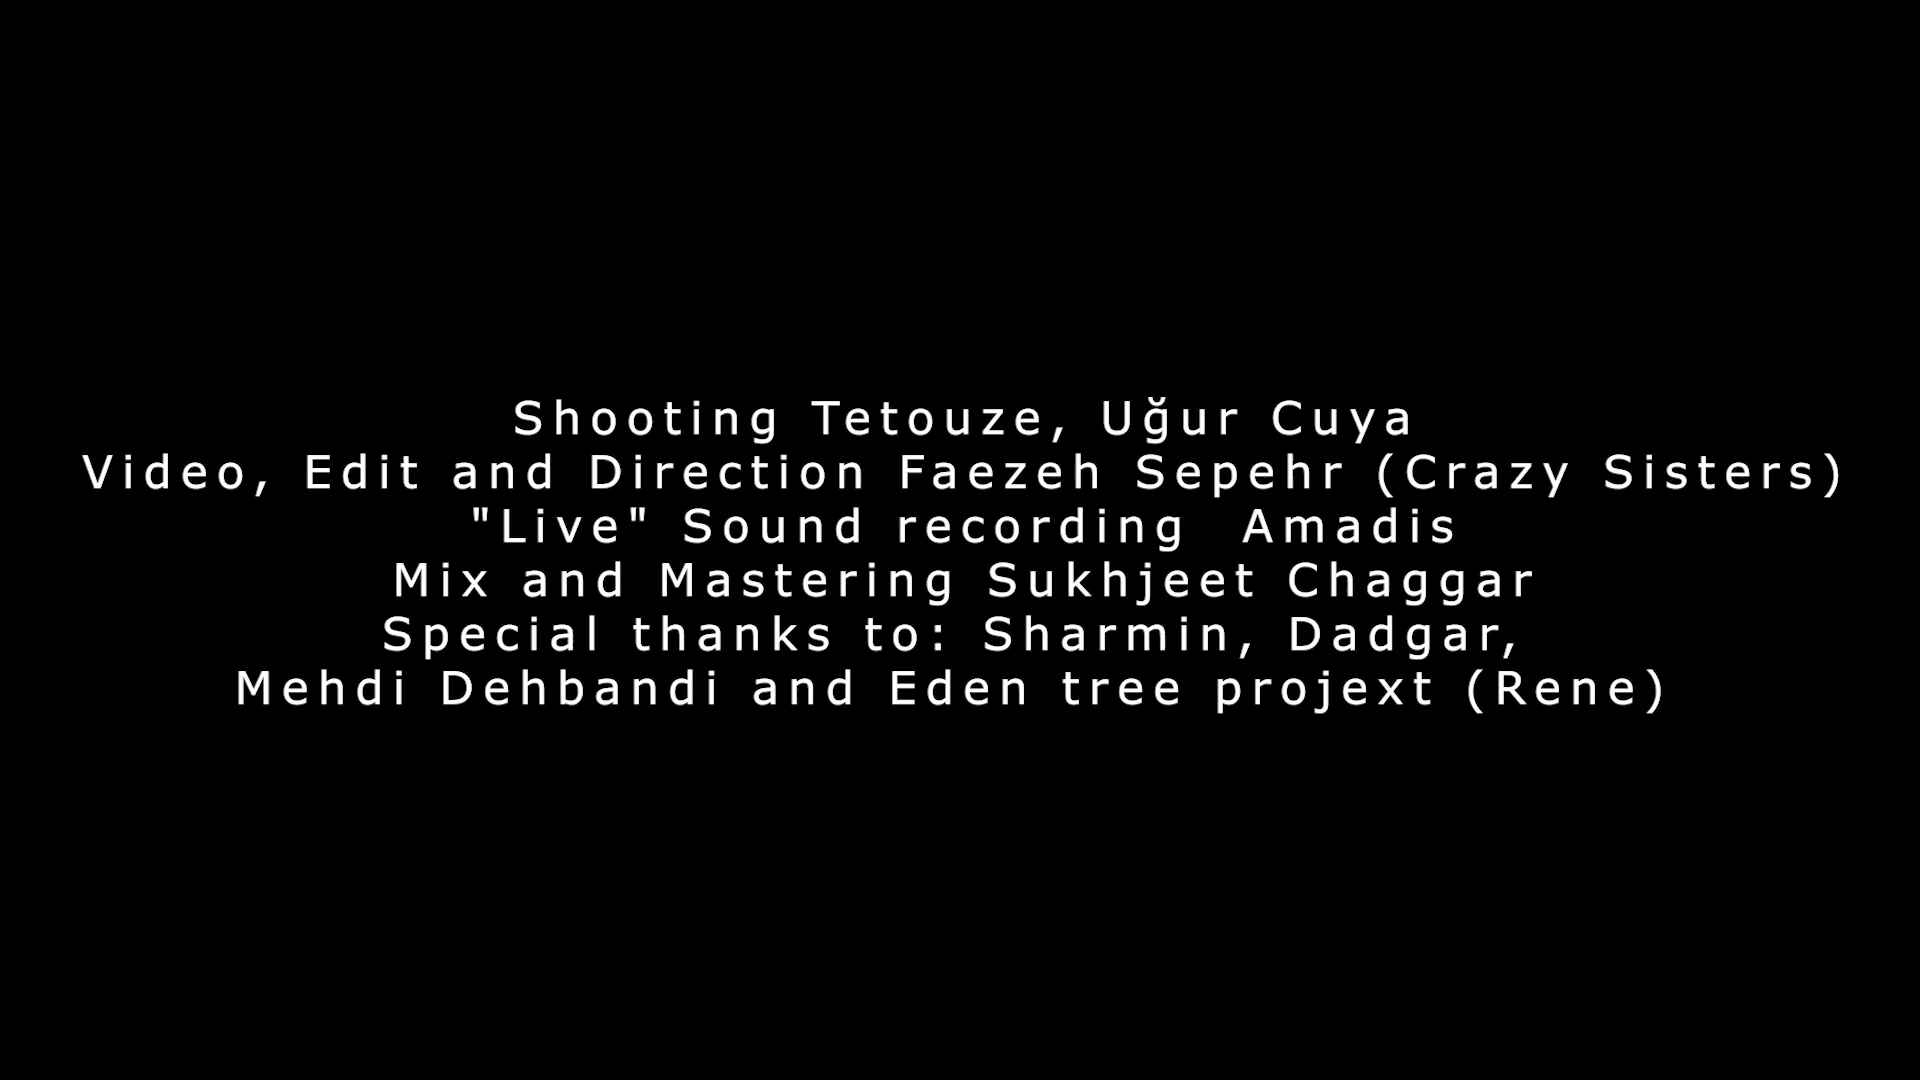 Shooting Tetouze, Uğur Cuya
Video, Edit and Direction Faezeh Sepehr (Crazy Sisters)
"Live" Sound recording  Amadis
Mix and Mastering Sukhjeet Chaggar
Special thanks to: Sharmin, Dadgar,
Mehdi Dehbandi and Eden tree projext (Rene)